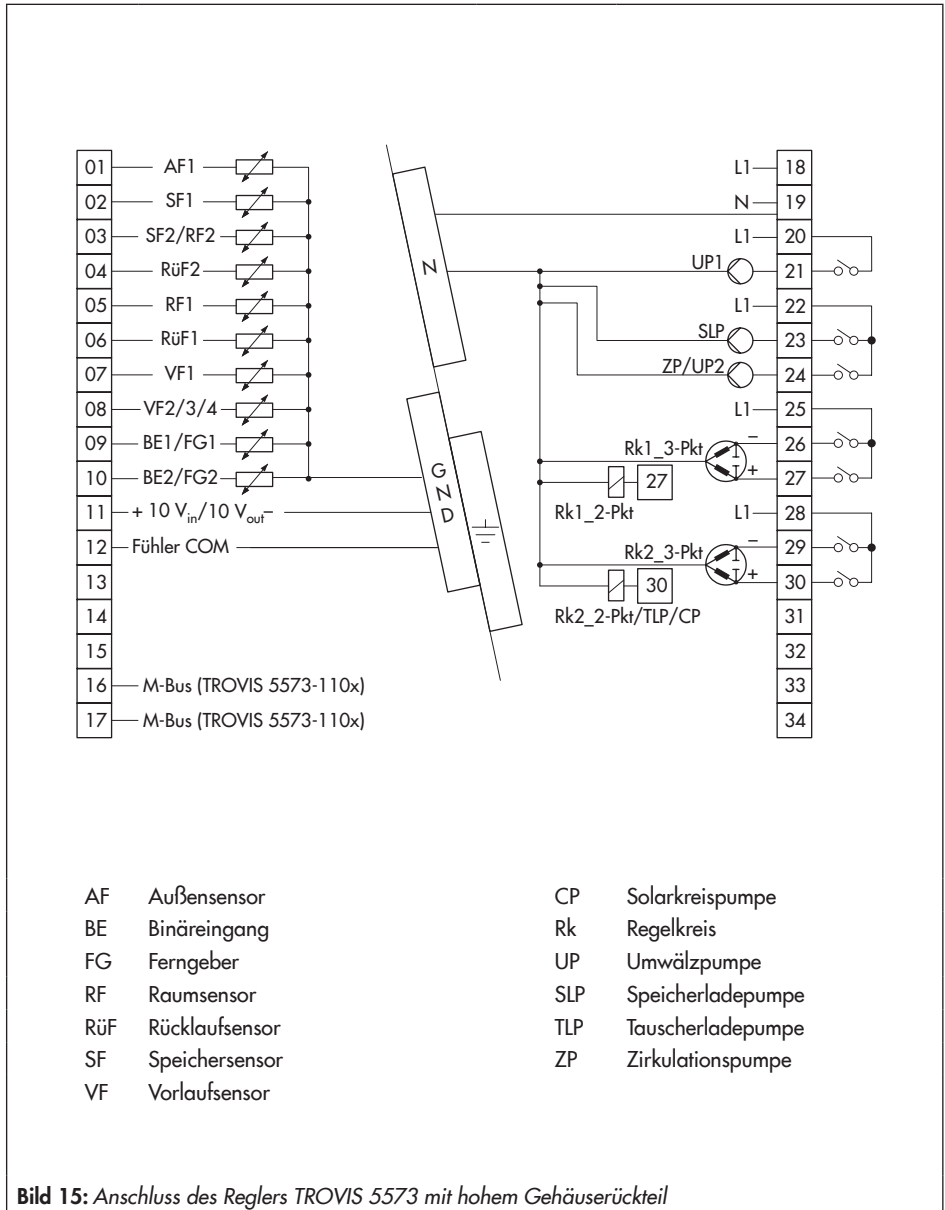 01 AF1 L1 18
02 SF1 N 19
03 SF2/RF2 L1 20
04 RüF2 N UP1 21
05 RF1 L1 22
06 RüF1 SLP 23
07 VF1 ZP/UP2 24
08 VF2/3/4 L1 25
09 BE1/FG1 Rk1_3-Pkt – 26
10 BE2/FG2 GND 27 + 27
11 + 10 Vin/10 Vout– Rk1_2-Pkt L1 28
12 Fühler COM Rk2_3-Pkt – 29
13 30 + 30
14 Rk2_2-Pkt/TLP/CP 31
15 32
16 M-Bus (TROVIS 5573-110x) 33
17 M-Bus (TROVIS 5573-110x) 34
AF Außensensor
BE Binäreingang
FG Ferngeber
RF Raumsensor
RüF Rücklaufsensor
SF Speichersensor
VF Vorlaufsensor
CP Solarkreispumpe
Rk Regelkreis
UP Umwälzpumpe
SLP Speicherladepumpe
TLP Tauscherladepumpe
ZP Zirkulationspumpe
Bild 15: Anschluss des Reglers TROVIS 5573 mit hohem Gehäuserückteil